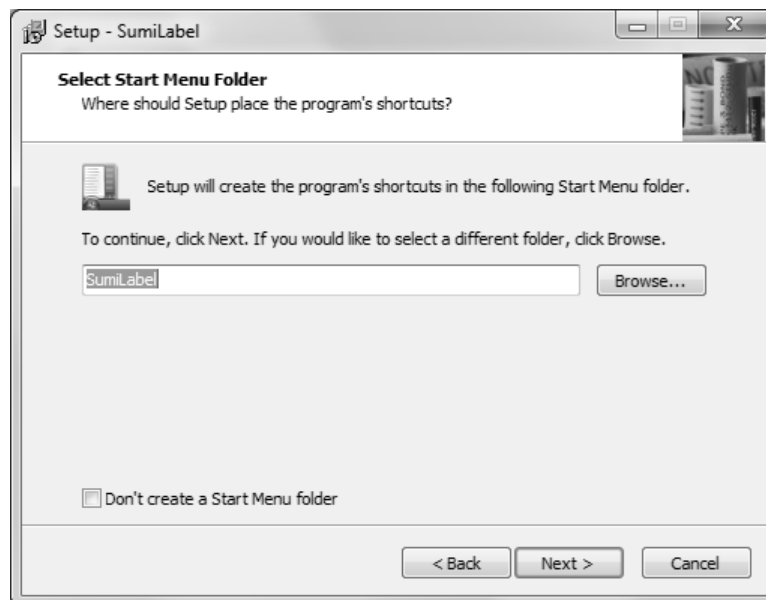 Setup - SumiLabel
Select Start Menu Folder
Where should Setup place the program's shortcuts?
Setup will create the program's shortcuts in the following Start Menu folder.
To continue, click Next. If you would like to select a different folder, click Browse.
SumiLabel
Browse...
Don't create a Start Menu folder
< Back
Next >
Cancel